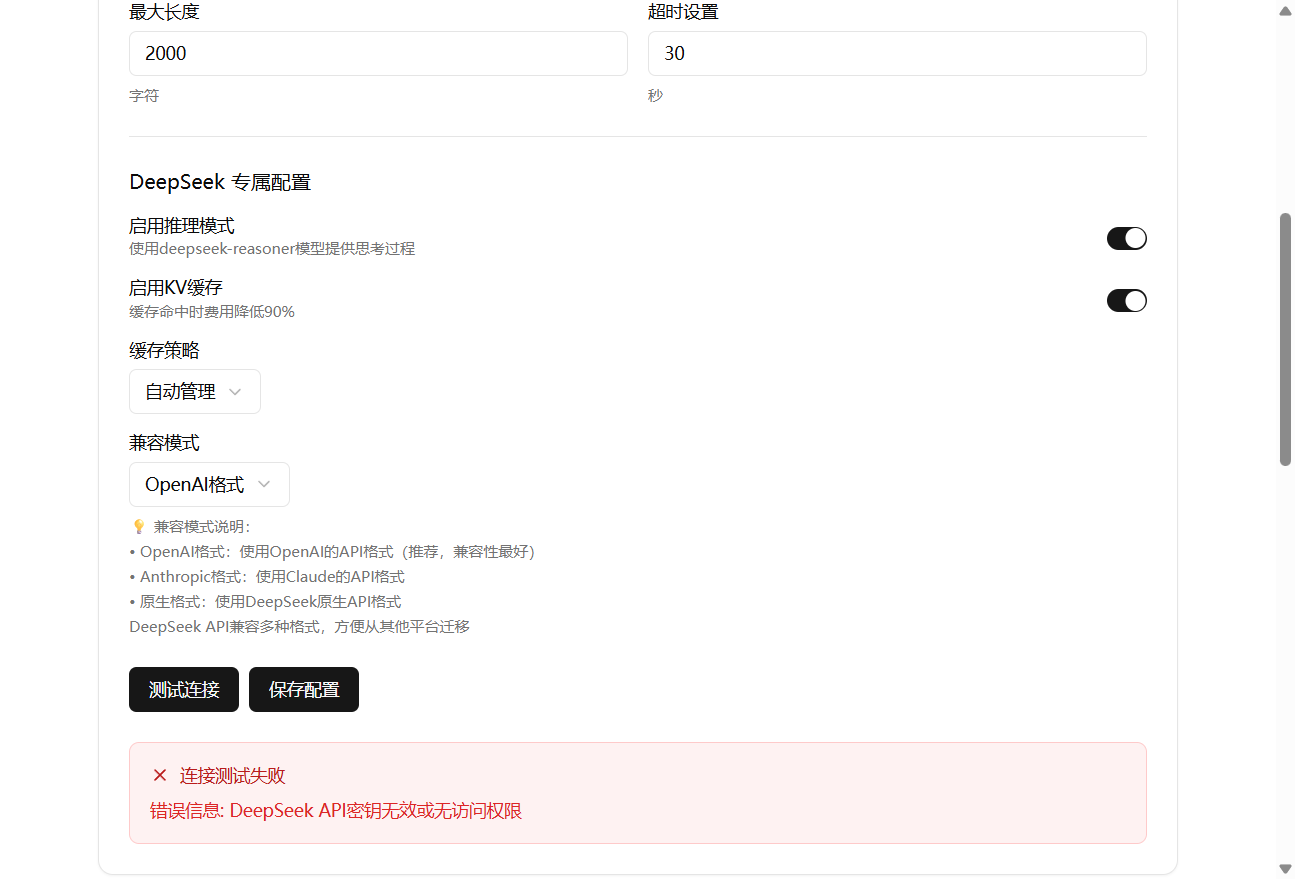 最大长度
超时设置
2000
30
字符
秒
DeepSeek 专属配置
启用推理模式
使用deepseek-reasoner模型提供思考过程
启用KV缓存
缓存命中时费用降低90%
缓存策略
自动管理
兼容模式
OpenAI格式
💡 兼容模式说明：
• OpenAI格式：使用OpenAI的API格式（推荐，兼容性最好）
• Anthropic格式：使用Claude的API格式
• 原生格式：使用DeepSeek原生API格式
DeepSeek API兼容多种格式，方便从其他平台迁移
测试连接
保存配置
连接测试失败
错误信息: DeepSeek API密钥无效或无访问权限